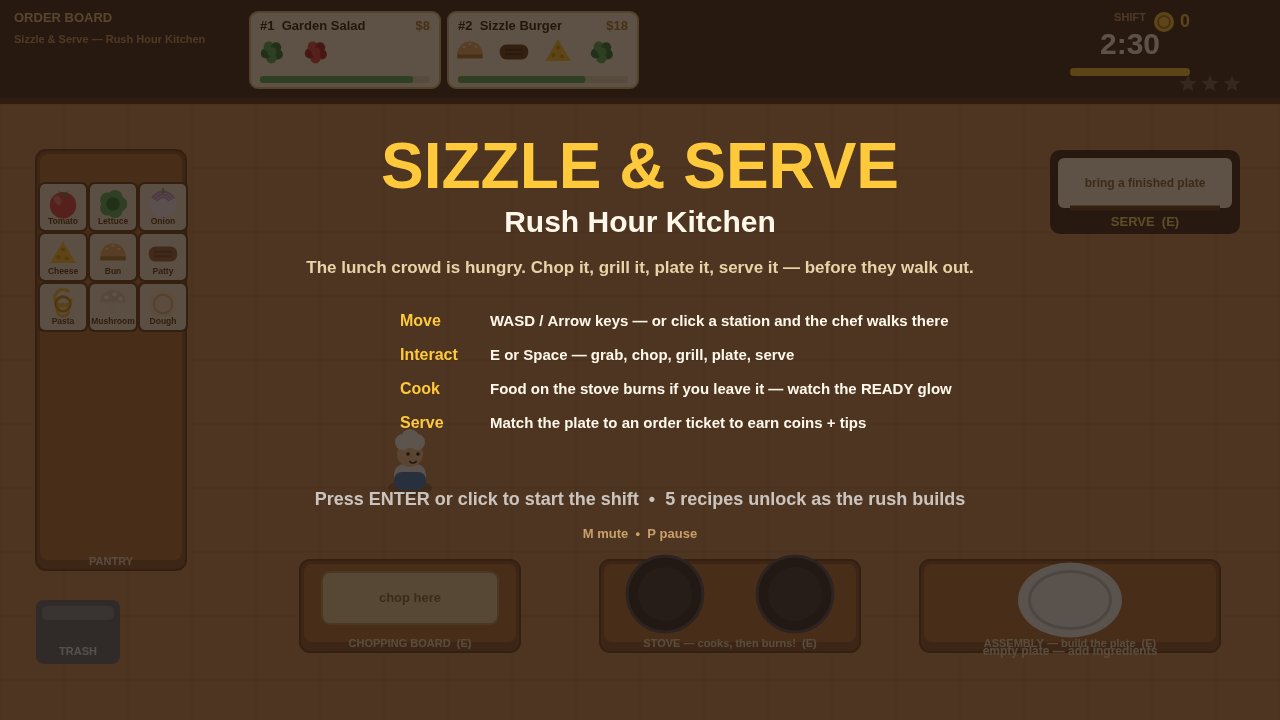 ORDER BOARD
Sizzle & Serve — Rush Hour Kitchen
#1 Garden Salad $8
#2 Sizzle Burger $18
SHIFT 0
2:30
SIZZLE & SERVE
Rush Hour Kitchen
The lunch crowd is hungry. Chop it, grill it, plate it, serve it — before they walk out.
Move WASD / Arrow keys — or click a station and the chef walks there
Interact E or Space — grab, chop, grill, plate, serve
Cook Food on the stove burns if you leave it — watch the READY glow
Serve Match the plate to an order ticket to earn coins + tips
Press ENTER or click to start the shift • 5 recipes unlock as the rush builds
M mute • P pause
Tomato Lettuce Onion
Cheese Bun Patty
Pasta Mushroom Dough
PANTRY
TRASH
bring a finished plate
SERVE (E)
chop here
CHOPPING BOARD (E)
STOVE — cooks, then burns! (E)
ASSEMBLY — build the plate (E)
empty plate — add ingredients